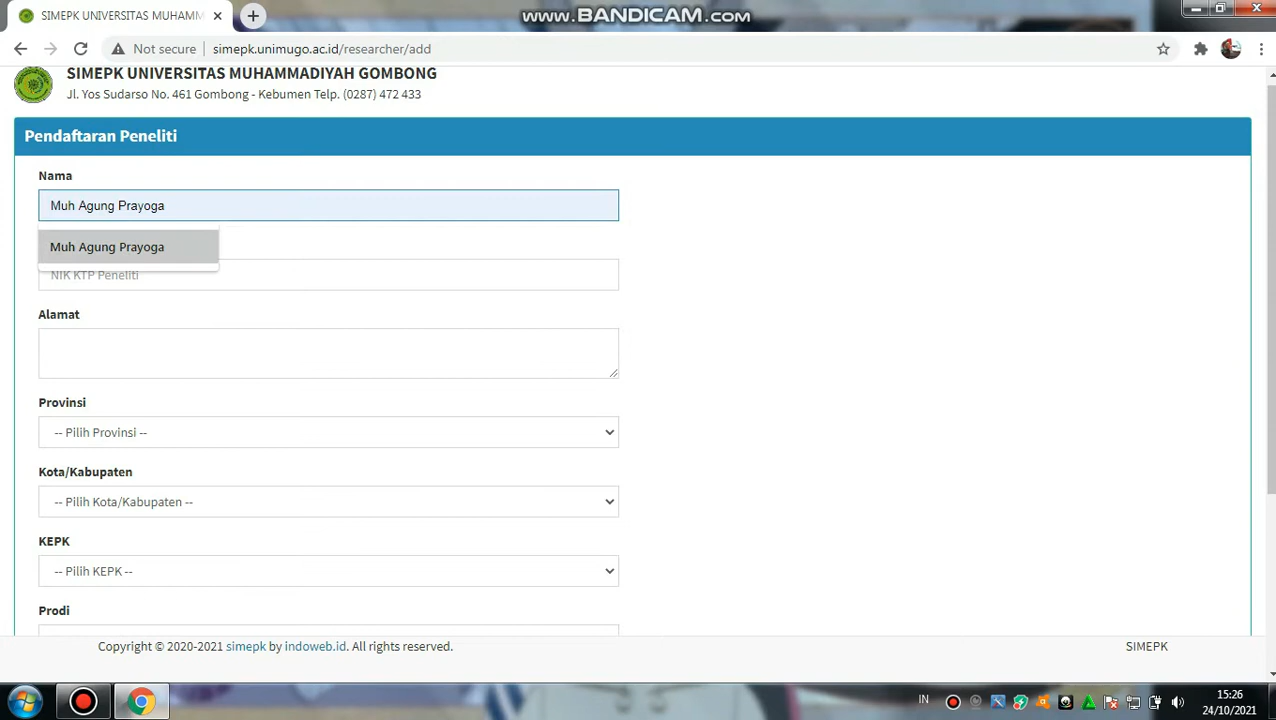 SIMEPK UNIVERSITAS MUHAMM
www.BANDICAM.com
Not secure
simepk.unimugo.ac.id/researcher/add
SIMEPK UNIVERSITAS MUHAMMADIYAH GOMBONG
Jl. Yos Sudarso No. 461 Gombong - Kebumen Telp. (0287) 472 433
Pendaftaran Peneliti
Nama
Muh Agung Prayoga
Muh Agung Prayoga
NIK KTP Peneliti
Alamat
Provinsi
-- Pilih Provinsi --
Kota/Kabupaten
-- Pilih Kota/Kabupaten --
KEPK
-- Pilih KEPK --
Prodi
Copyright © 2020-2021 simepk by indoweb.id. All rights reserved.
SIMEPK
IN
15:26
24/10/2021